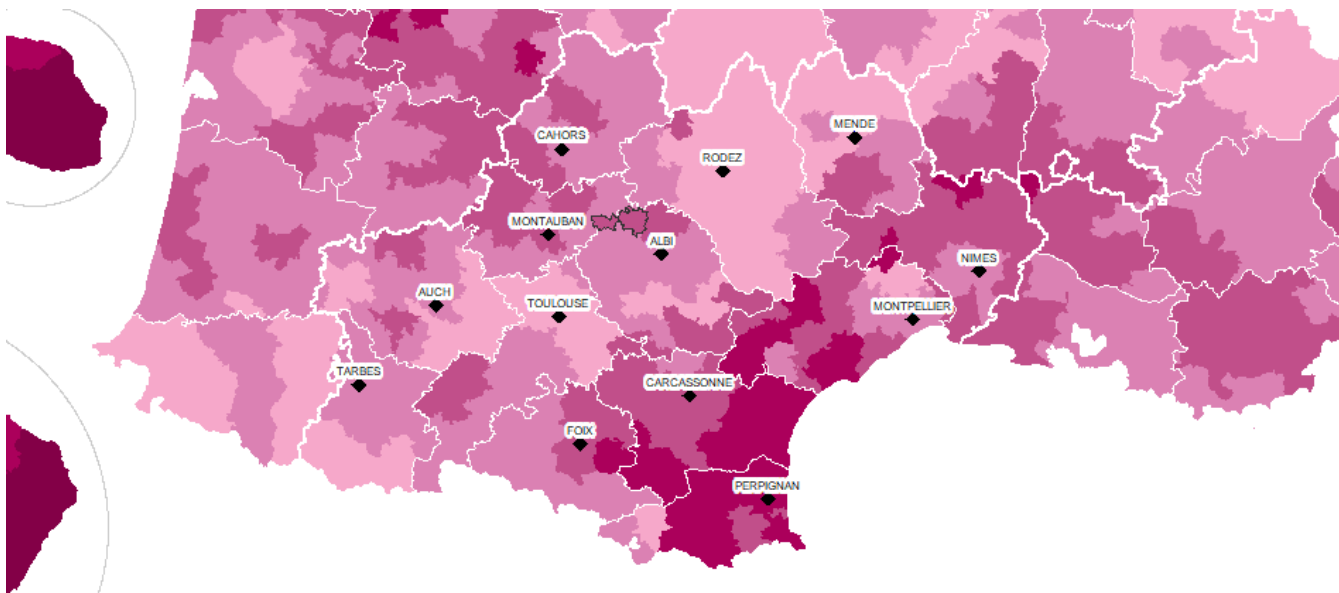 MENDE
CAHORS
RODEZ
MONTAUBAN
ALBI
NIMES
AUCH
TOULOUSE
MONTPELLIER
TARBES
CARCASSONNE
FOIX
PERPIGNAN